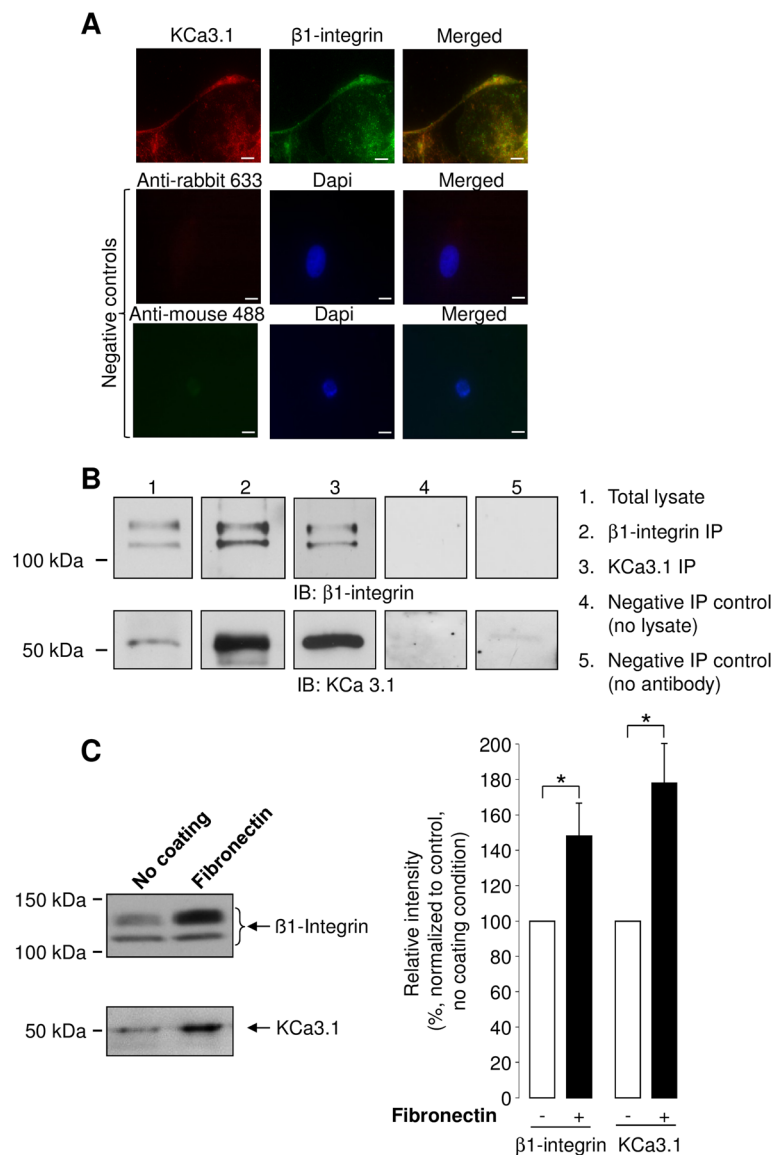 A
KCa3.1 β1-integrin Merged
Anti-rabbit 633 Dapi Merged
Negative controls
Anti-mouse 488 Dapi Merged
B
1 2 3 4 5
100 kDa
IB: β1-integrin
50 kDa
IB: KCa 3.1
1. Total lysate
2. β1-integrin IP
3. KCa3.1 IP
4. Negative IP control
(no lysate)
5. Negative IP control
(no antibody)
C
No coating
Fibronectin
150 kDa
100 kDa
ß1-Integrin
50 kDa
KCa3.1
Relative intensity
(%, normalized to control,
no coating condition)
200
180
160
140
120
100
80
60
40
20
0
*
*
Fibronectin - + - +
β1-integrin KCa3.1